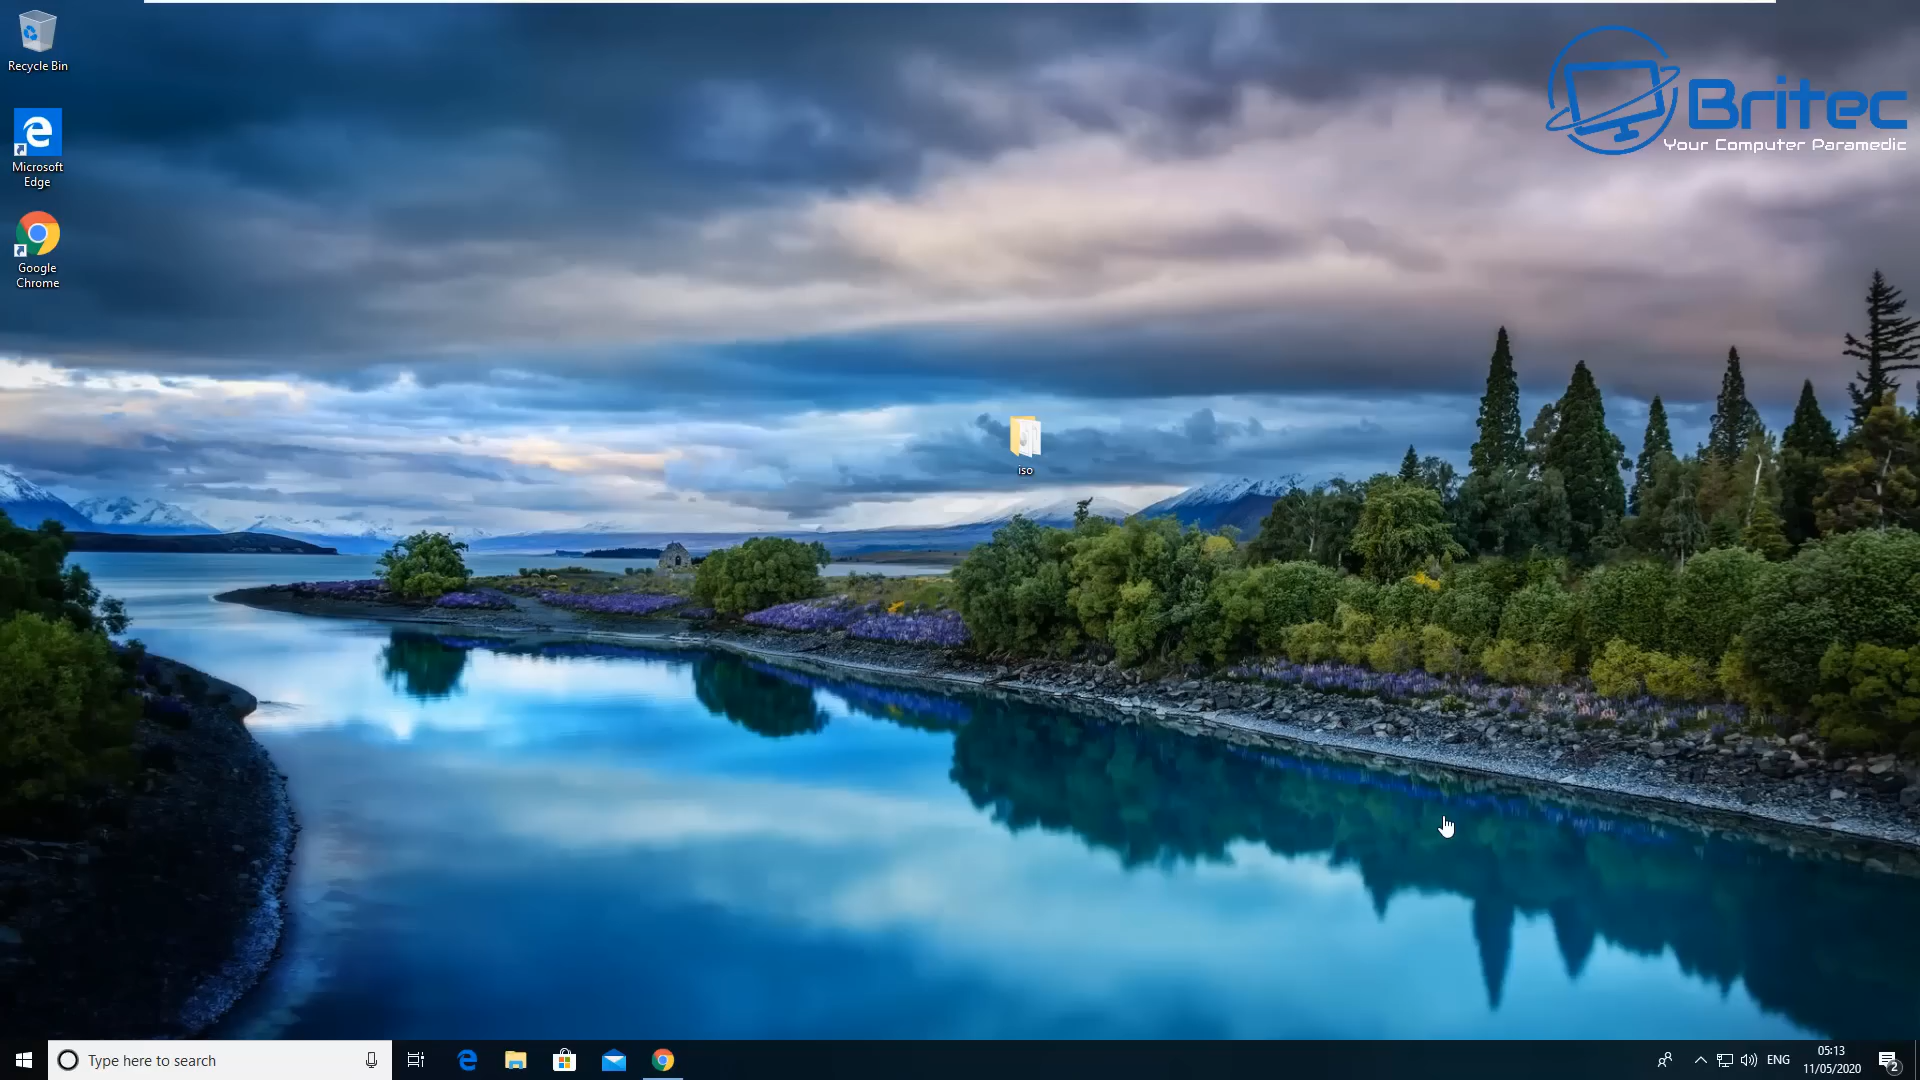 Recycle Bin
Britec
Your Computer Paramedic
Microsoft
Edge
Google
Chrome
iso
Type here to search
ENG
05:13
11/05/2020
2